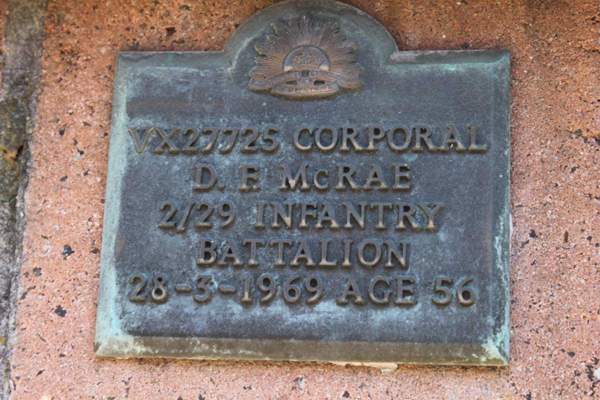 VX27725 CORPORAL
D. F. McRAE
2/29 INFANTRY
BATTALION
28-3-1969 AGE 56